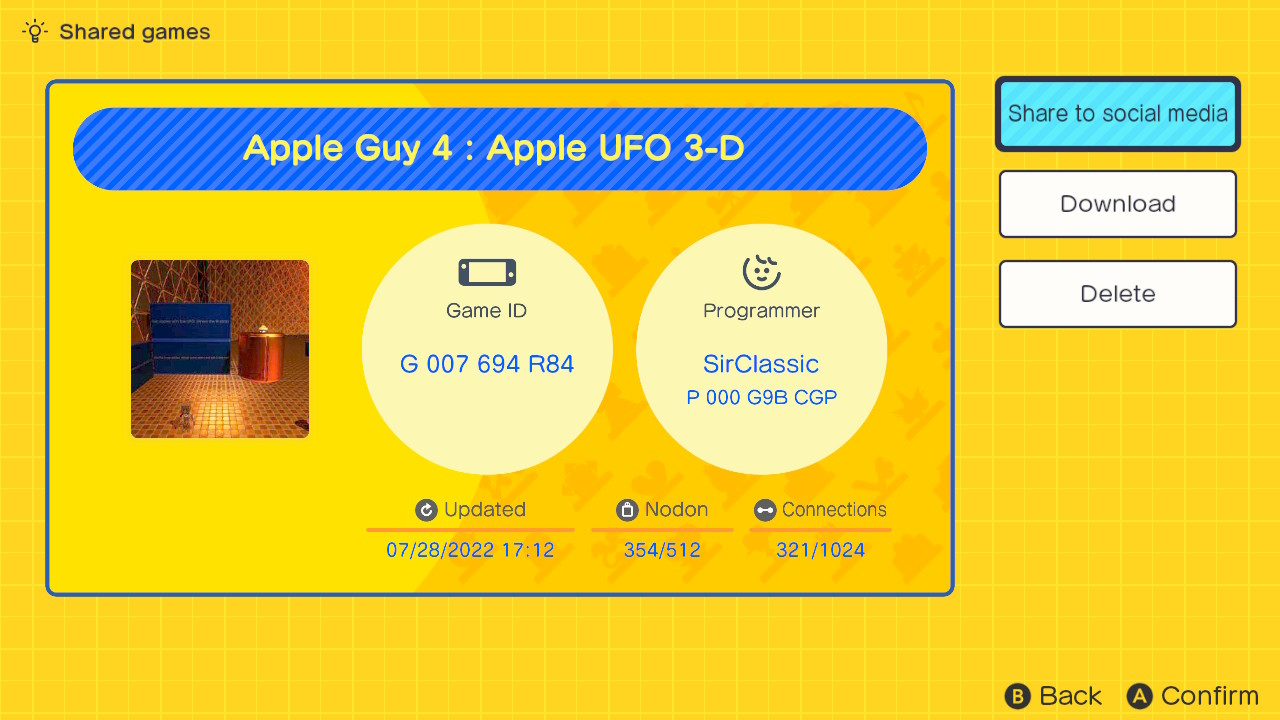 Shared games
Apple Guy 4 : Apple UFO 3-D
Game ID
G 007 694 R84
Programmer
SirClassic
P 000 G9B CGP
Updated
07/28/2022 17:12
Nodon
354/512
Connections
321/1024
Share to social media
Download
Delete
B Back
A Confirm